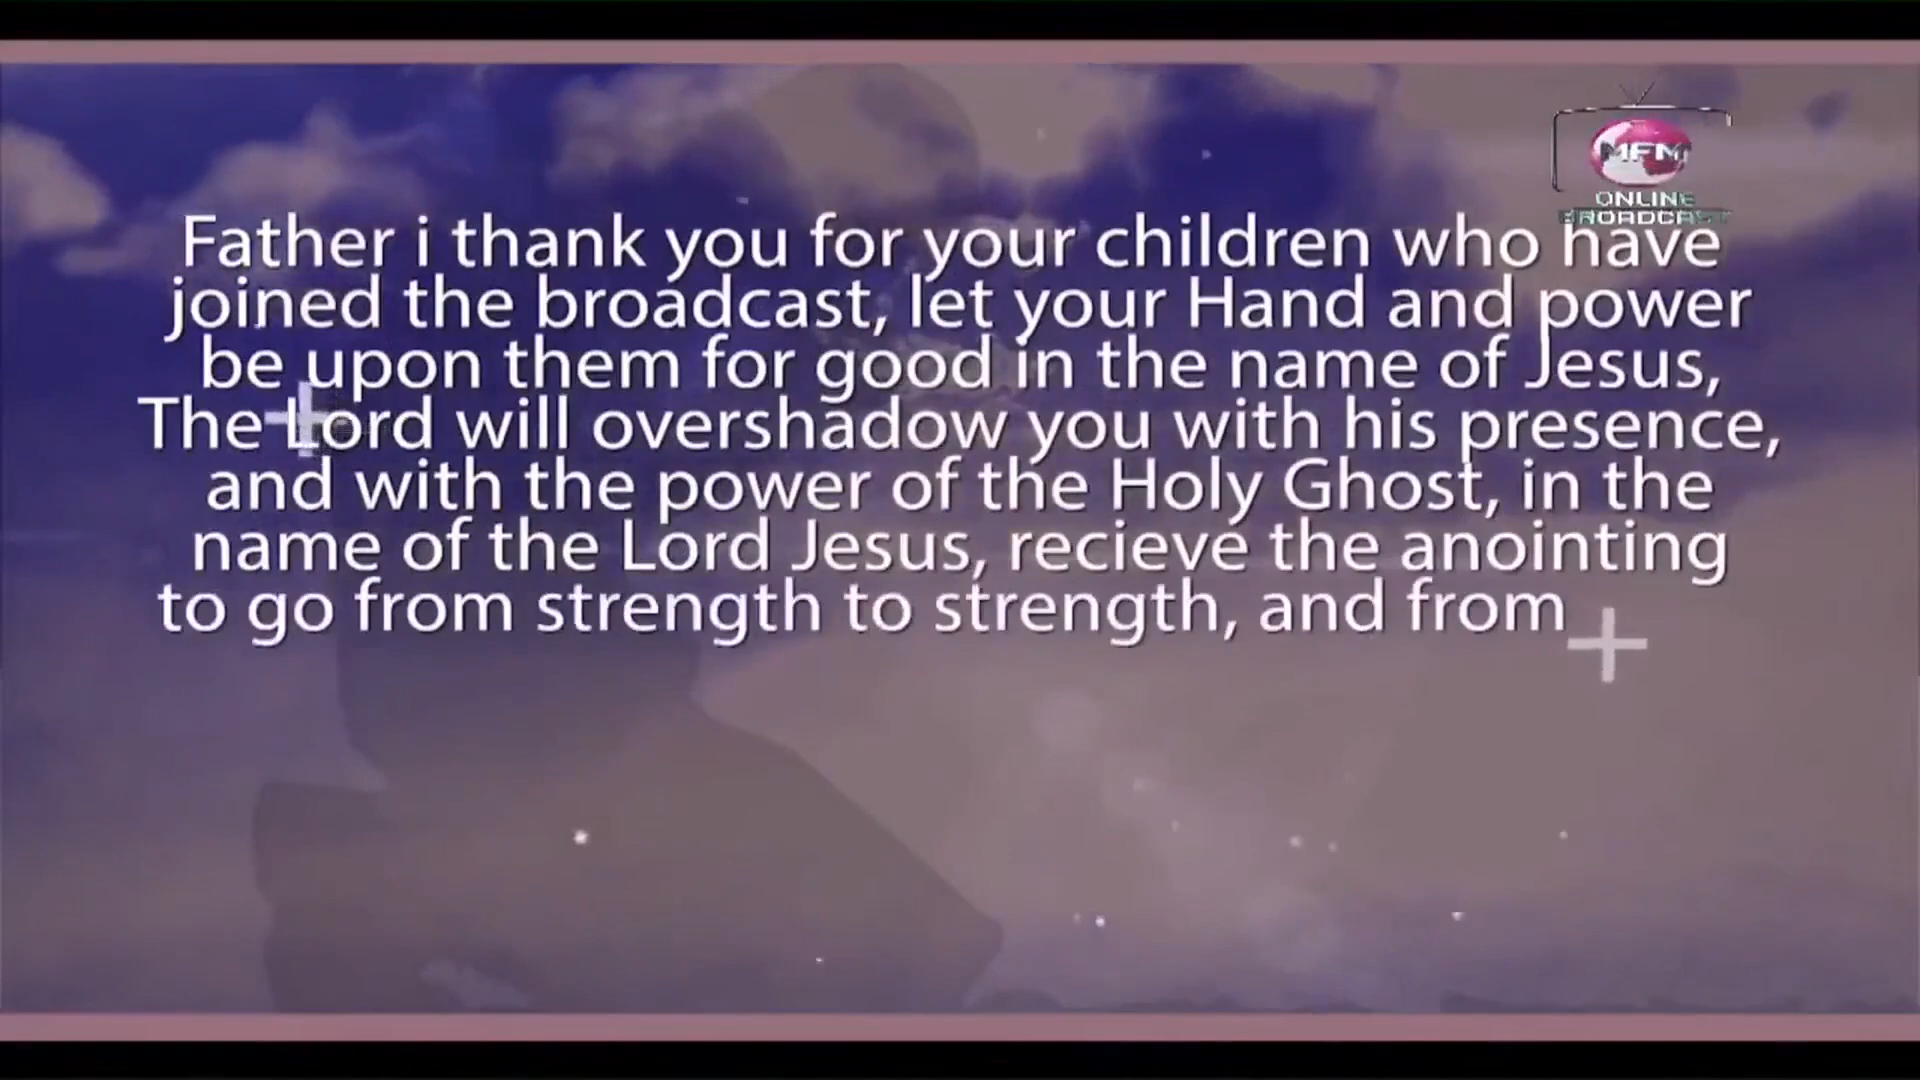 MFM
ONLINE
BROADCAST
Father i thank you for your children who have
joined the broadcast, let your Hand and power
be upon them for good in the name of Jesus,
The Lord will overshadow you with his presence,
and with the power of the Holy Ghost, in the
name of the Lord Jesus, recieve the anointing
to go from strength to strength, and from